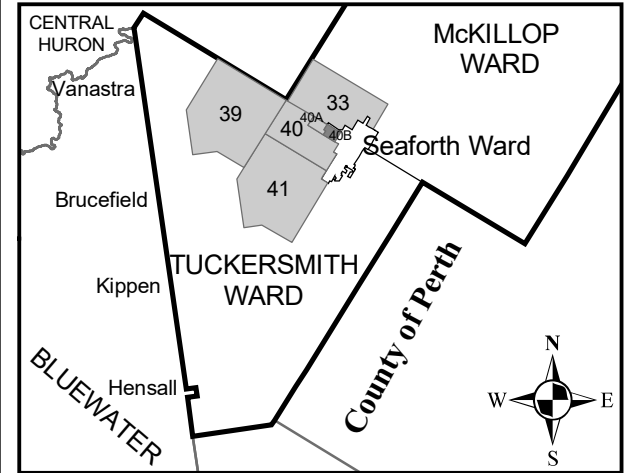 CENTRAL
HURON
McKILLOP
WARD
Vanastra
39
33
40A
40
40B
Seaforth Ward
41
Brucefield
TUCKERSMITH
WARD
Kippen
County of Perth
BLUEWATER
Hensall
N
W
E
S